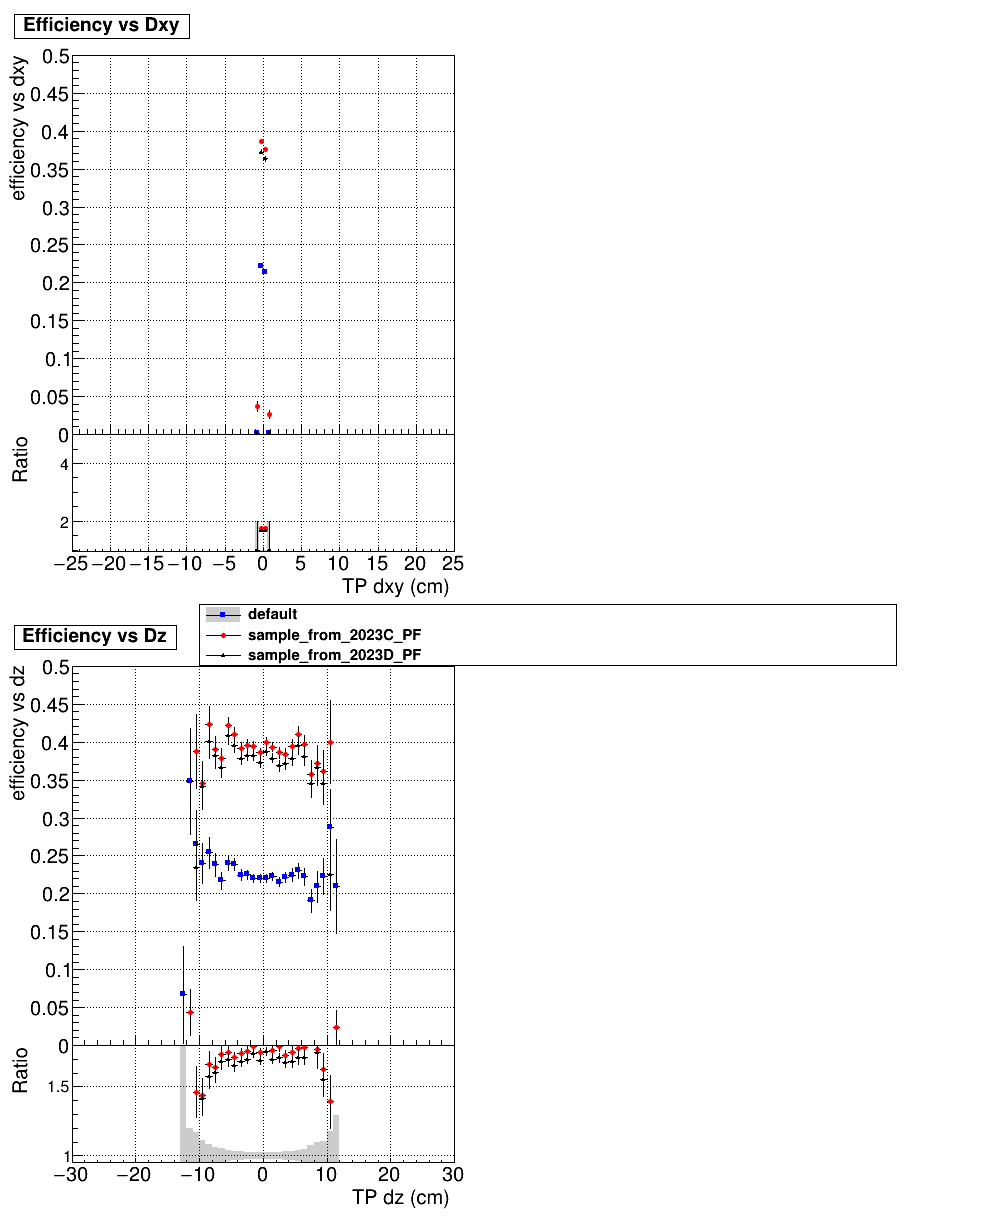 Efficiency vs Dxy
efficiency vs dxy
0.5
0.45
0.4
0.35
0.3
0.25
0.2
0.15
0.1
0.05
0
Ratio
4
2
−25 −20 −15 −10 −5 0 5 10 15 20 25
TP dxy (cm)
default
sample_from_2023C_PF
sample_from_2023D_PF
Efficiency vs Dz
efficiency vs dz
0.5
0.45
0.4
0.35
0.3
0.25
0.2
0.15
0.1
0.05
0
Ratio
1.5
1
−30 −20 −10 0 10 20 30
TP dz (cm)